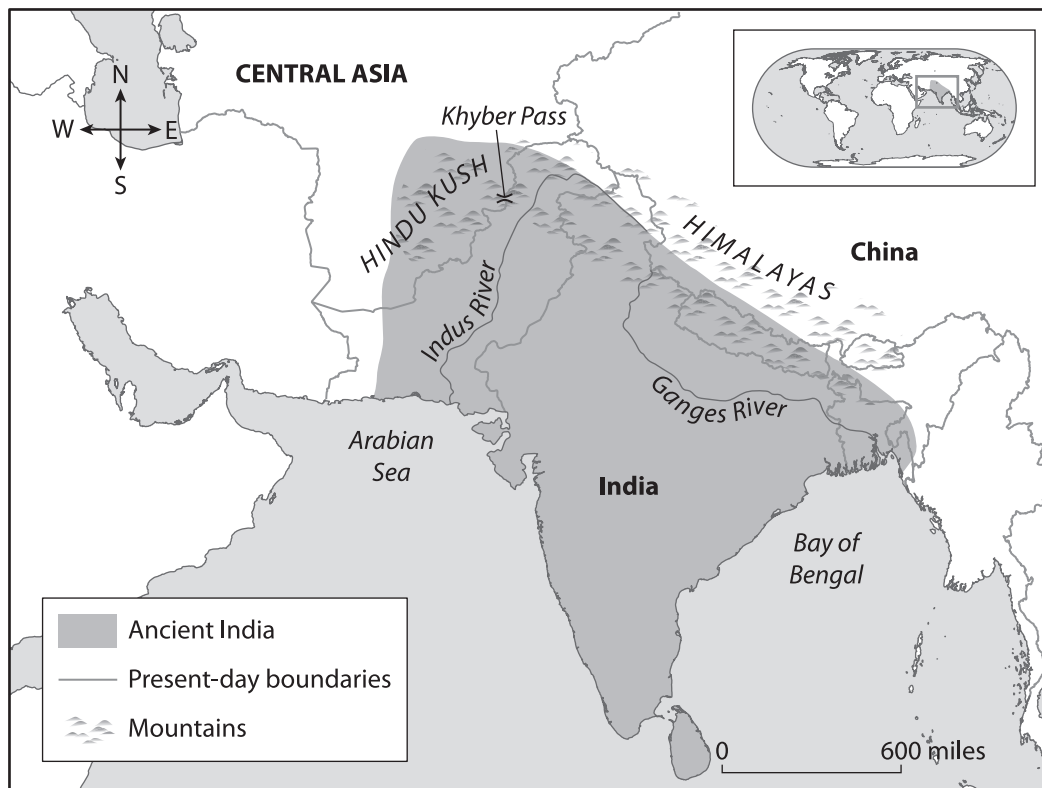 CENTRAL ASIA
N
W
E
S
Khyber Pass
HINDU KUSH
HIMALAYAS
China
Indus River
Ganges River
Arabian
Sea
India
Bay of
Bengal
Ancient India
Present-day boundaries
Mountains
0
600 miles